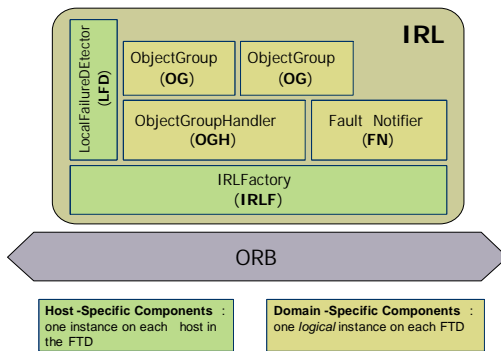 IRL
LocalFailureDEtector
(LFD)
ObjectGroup
(OG)
ObjectGroup
(OG)
ObjectGroupHandler
(OGH)
Fault Notifier
(FN)
IRLFactory
(IRLF)
ORB
Host -Specific Components :
one instance on each host in
the FTD
Domain -Specific Components :
one logical instance on each FTD